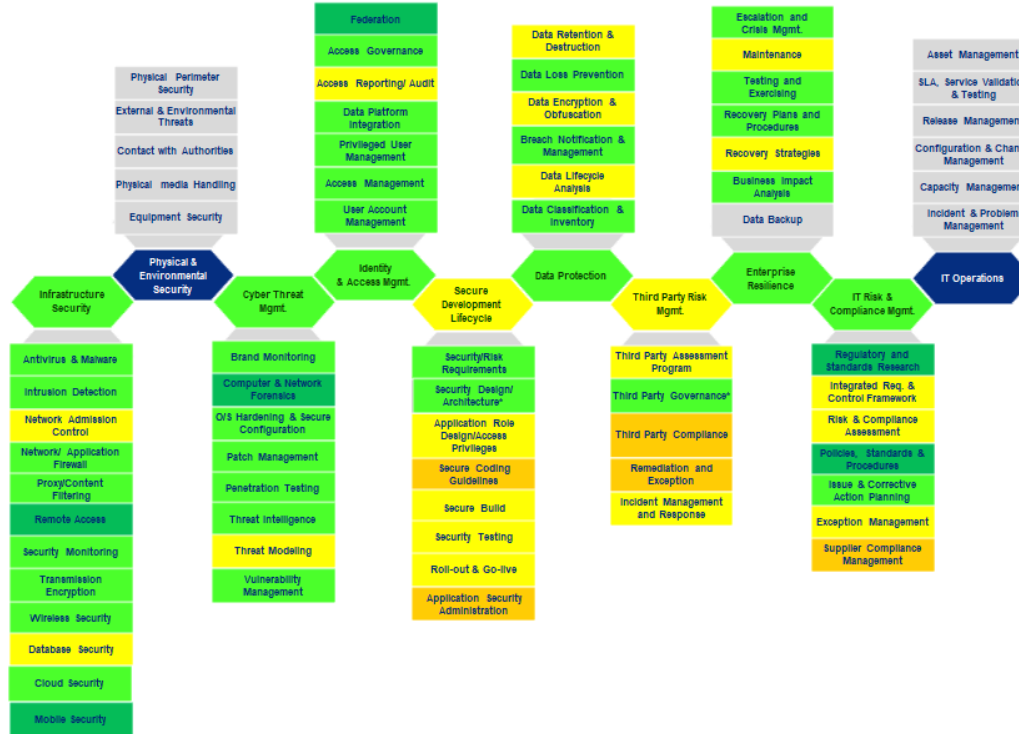 Federation
Access Governance
Access Reporting/ Audit
Data Platform
Integration
Privileged User
Management
Access Management
User Account
Management
Data Retention &
Destruction
Data Loss Prevention
Data Encryption &
Obfuscation
Breach Notification &
Management
Data Lifecycle
Analysis
Data Classification &
Inventory
Escalation and
Crisis Mgmt.
Maintenance
Testing and
Exercising
Recovery Plans and
Procedures
Recovery Strategies
Business Impact
Analysis
Data Backup
Asset Management
SLA, Service Validatio
& Testing
Release Management
Configuration & Chan
Management
Capacity Management
Incident & Problem
Management
Physical Perimeter
Security
External & Environmental
Threats
Contact with Authorities
Physical media Handling
Equipment Security
Infrastructure
Security
Physical &
Environmental
Security
Cyber Threat
Mgmt.
Identity
& Access Mgmt.
Secure
Development
Lifecycle
Data Protection
Third Party Risk
Mgmt.
Enterprise
Resilience
IT Risk &
Compliance Mgmt.
IT Operations
Antivirus & Malware
Intrusion Detection
Network Admission
Control
Network/ Application
Firewall
Proxy/Content
Filtering
Remote Access
Security Monitoring
Transmission
Encryption
Wireless Security
Database Security
Cloud Security
Mobile Security
Brand Monitoring
Computer & Network
Forensics
O/S Hardening & Secure
Configuration
Patch Management
Penetration Testing
Threat Intelligence
Threat Modeling
Vulnerability
Management
Security/Risk
Requirements
Security Design/
Architecture*
Application Role
Design/Access
Privileges
Secure Coding
Guidelines
Secure Build
Security Testing
Roll-out & Go-live
Application Security
Administration
Third Party Assessment
Program
Third Party Governance*
Third Party Compliance
Remediation and
Exception
Incident Management
and Response
Regulatory and
Standards Research
Integrated Req. &
Control Framework
Risk & Compliance
Assessment
Policies, Standards &
Procedures
Issue & Corrective
Action Planning
Exception Management
Supplier Compliance
Management